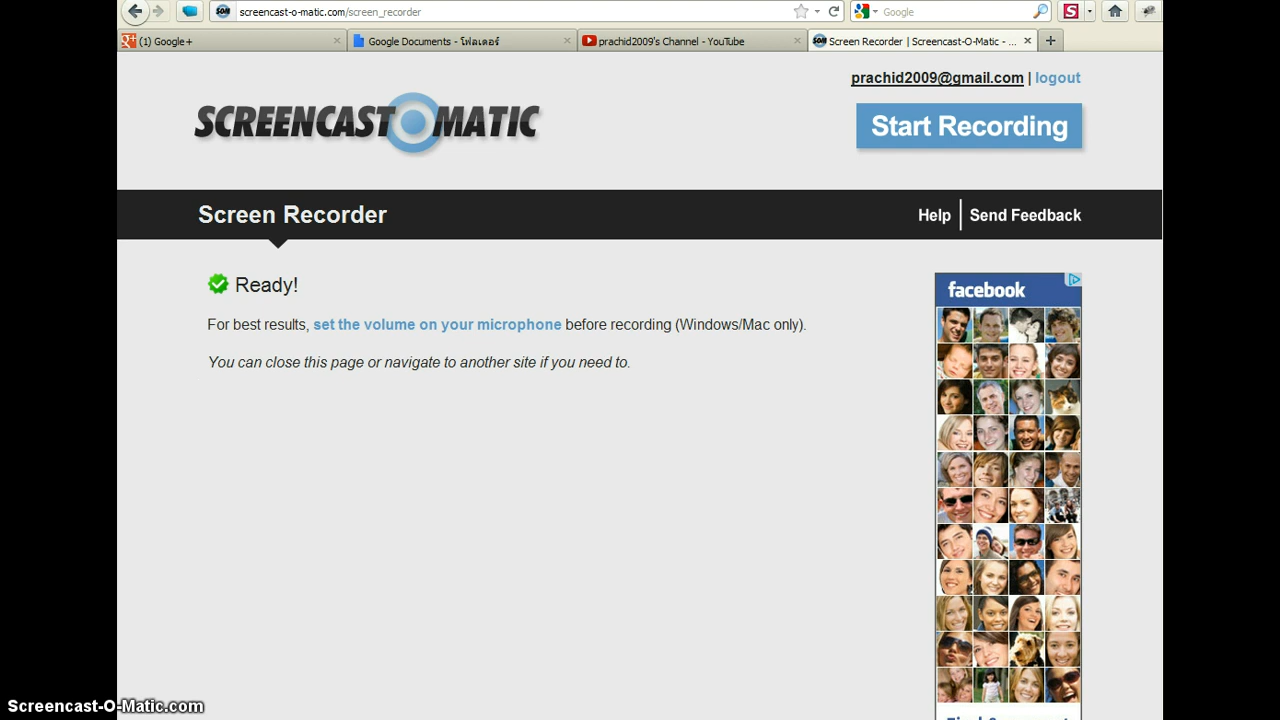 screencast-o-matic.com/screen_recorder
Google
S
(1) Google+
Google Documents - โฟลเดอร์
prachid2009's Channel - YouTube
SOM
Screen Recorder | Screencast-O-Matic - ...
prachid2009@gmail.com | logout
SCREENCAST O MATIC
Start Recording
Screen Recorder
Help
Send Feedback
Ready!
For best results, set the volume on your microphone before recording (Windows/Mac only).
You can close this page or navigate to another site if you need to.
facebook
Screencast-O-Matic.com